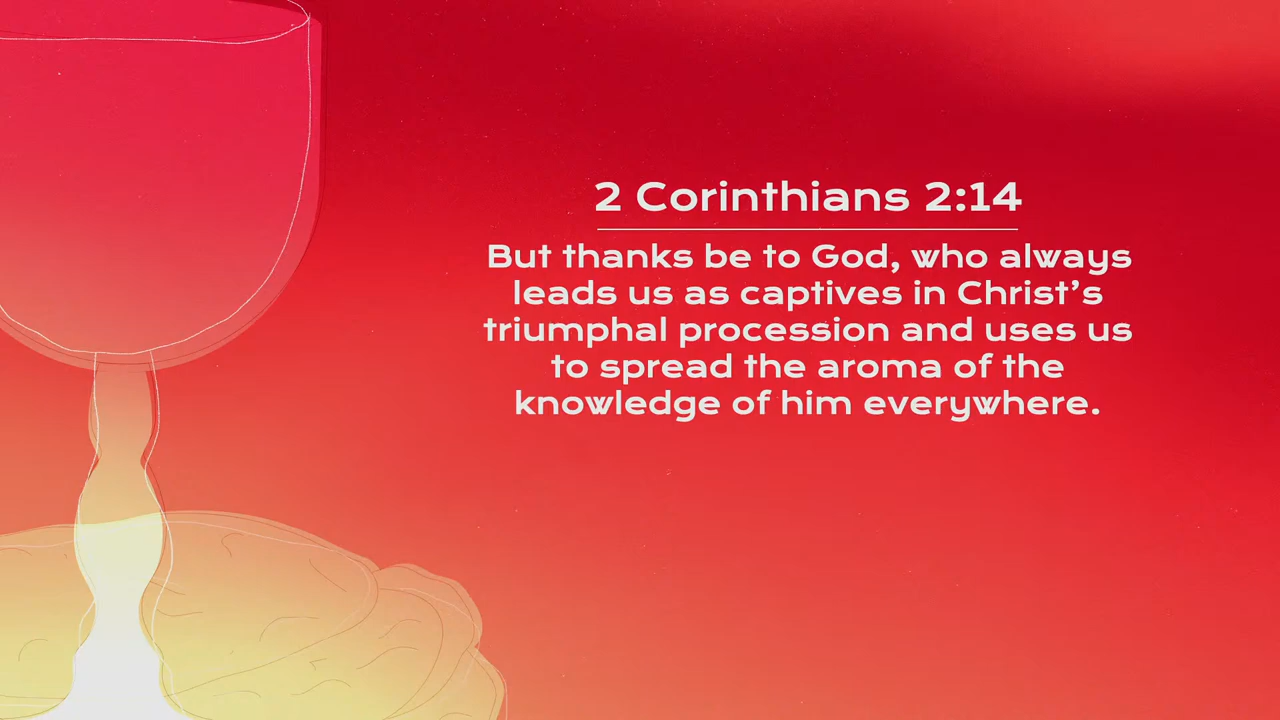 2 Corinthians 2:14
But thanks be to God, who always
leads us as captives in Christ’s
triumphal procession and uses us
to spread the aroma of the
knowledge of him everywhere.